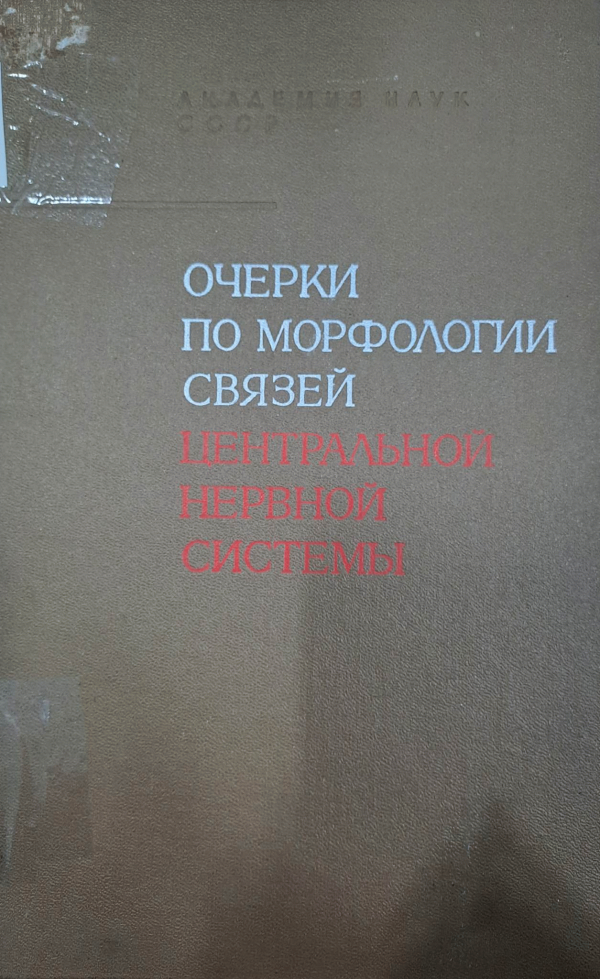 АКАДЕМИЯ НАУК
СССР
ОЧЕРКИ
ПО МОРФОЛОГИИ
СВЯЗЕЙ
ЦЕНТРАЛЬНОЙ
НЕРВНОЙ
СИСТЕМЫ